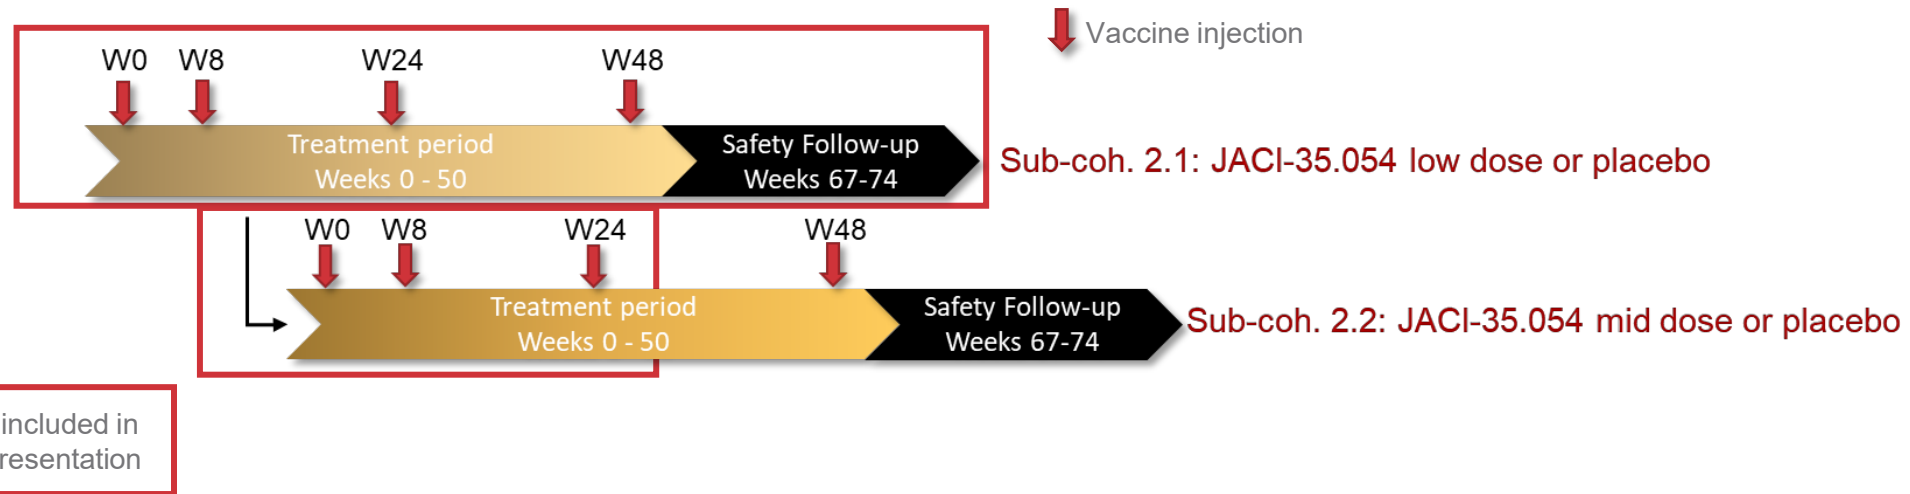 Vaccine injection
W0 W8 W24 W48
Treatment period
Weeks 0 - 50
Safety Follow-up
Weeks 67-74
Sub-coh. 2.1: JACI-35.054 low dose or placebo
W0 W8 W24 W48
Treatment period
Weeks 0 - 50
Safety Follow-up
Weeks 67-74
Sub-coh. 2.2: JACI-35.054 mid dose or placebo
included in
resentation